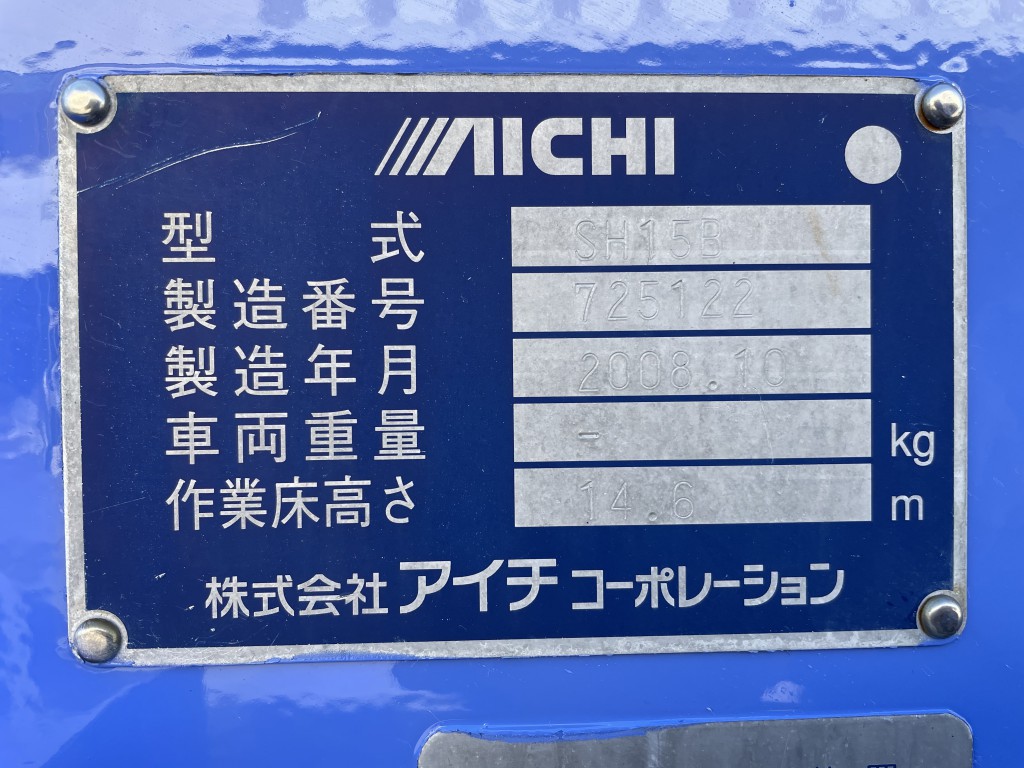 AICHI
型式 SH15B
製造番号 725122
製造年月 2008.10
車両重量 - kg
作業床高さ 14.6 m
株式会社アイチコーポレーション